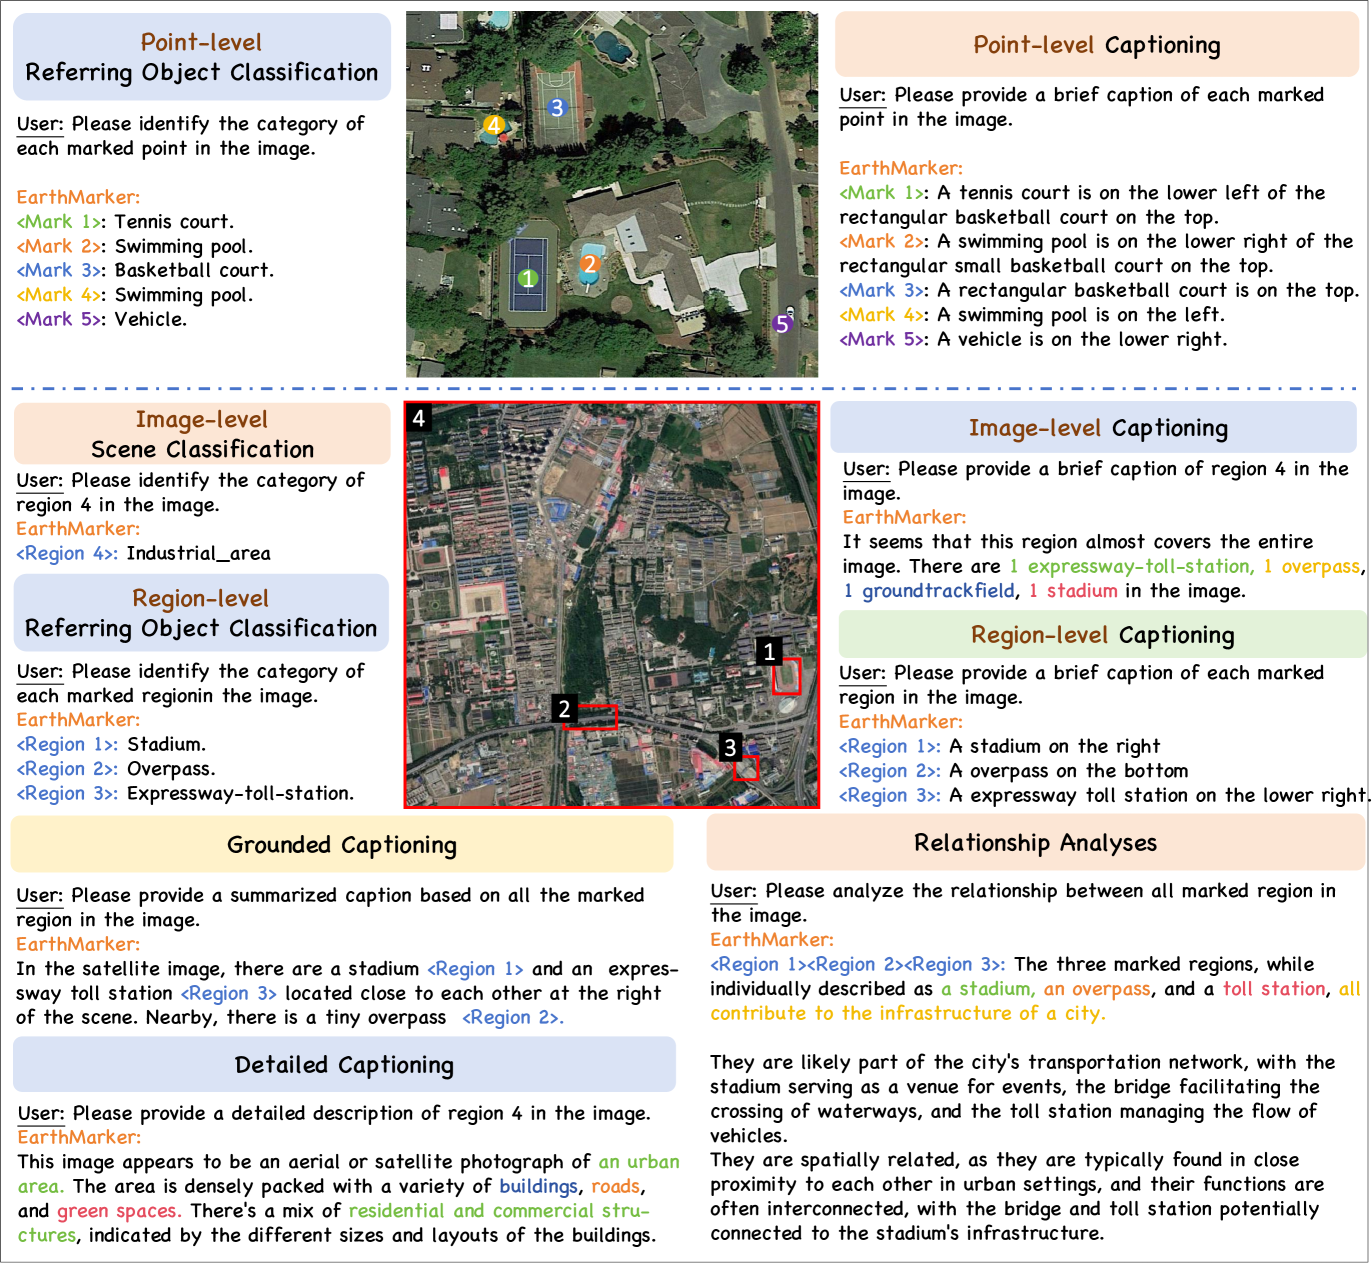 Point-level
Referring Object Classification
User: Please identify the category of
each marked point in the image.
EarthMarker:
<Mark 1>: Tennis court.
<Mark 2>: Swimming pool.
<Mark 3>: Basketball court.
<Mark 4>: Swimming pool.
<Mark 5>: Vehicle.
3
4
2
1
5
Point-level Captioning
User: Please provide a brief caption of each marked
point in the image.
EarthMarker:
<Mark 1>: A tennis court is on the lower left of the
rectangular basketball court on the top.
<Mark 2>: A swimming pool is on the lower right of the
rectangular small basketball court on the top.
<Mark 3>: A rectangular basketball court is on the top.
<Mark 4>: A swimming pool is on the left.
<Mark 5>: A vehicle is on the lower right.
Image-level
Scene Classification
User: Please identify the category of
region 4 in the image.
EarthMarker:
<Region 4>: Industrial_area
Region-level
Referring Object Classification
User: Please identify the category of
each marked regionin the image.
EarthMarker:
<Region 1>: Stadium.
<Region 2>: Overpass.
<Region 3>: Expressway-toll-station.
4
1
2
3
Image-level Captioning
User: Please provide a brief caption of region 4 in the
image.
EarthMarker:
It seems that this region almost covers the entire
image. There are 1 expressway-toll-station, 1 overpass,
1 groundtrackfield, 1 stadium in the image.
Region-level Captioning
User: Please provide a brief caption of each marked
region in the image.
EarthMarker:
<Region 1>: A stadium on the right
<Region 2>: A overpass on the bottom
<Region 3>: A expressway toll station on the lower right.
Grounded Captioning
User: Please provide a summarized caption based on all the marked
region in the image.
EarthMarker:
In the satellite image, there are a stadium <Region 1> and an expres-
sway toll station <Region 3> located close to each other at the right
of the scene. Nearby, there is a tiny overpass <Region 2>.
Detailed Captioning
User: Please provide a detailed description of region 4 in the image.
EarthMarker:
This image appears to be an aerial or satellite photograph of an urban
area. The area is densely packed with a variety of buildings, roads,
and green spaces. There's a mix of residential and commercial stru-
ctures, indicated by the different sizes and layouts of the buildings.
Relationship Analyses
User: Please analyze the relationship between all marked region in
the image.
EarthMarker:
<Region 1><Region 2><Region 3>: The three marked regions, while
individually described as a stadium, an overpass, and a toll station, all
contribute to the infrastructure of a city.
They are likely part of the city's transportation network, with the
stadium serving as a venue for events, the bridge facilitating the
crossing of waterways, and the toll station managing the flow of
vehicles.
They are spatially related, as they are typically found in close
proximity to each other in urban settings, and their functions are
often interconnected, with the bridge and toll station potentially
connected to the stadium's infrastructure.